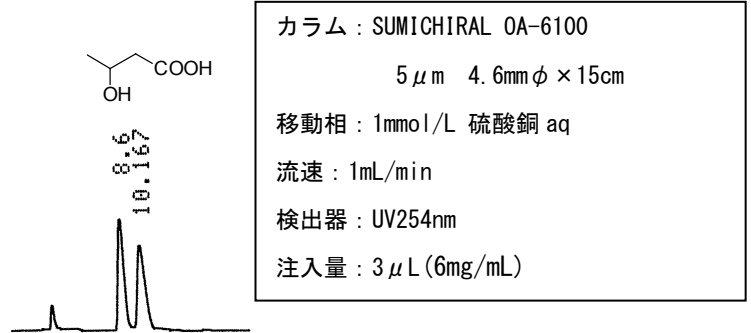 COOH
OH
8.6
10.167
カラム：SUMICHIRAL OA-6100
5μm 4.6mmφ×15cm
移動相：1mmol/L 硫酸銅 aq
流速：1mL/min
検出器：UV254nm
注入量：3μL(6mg/mL)